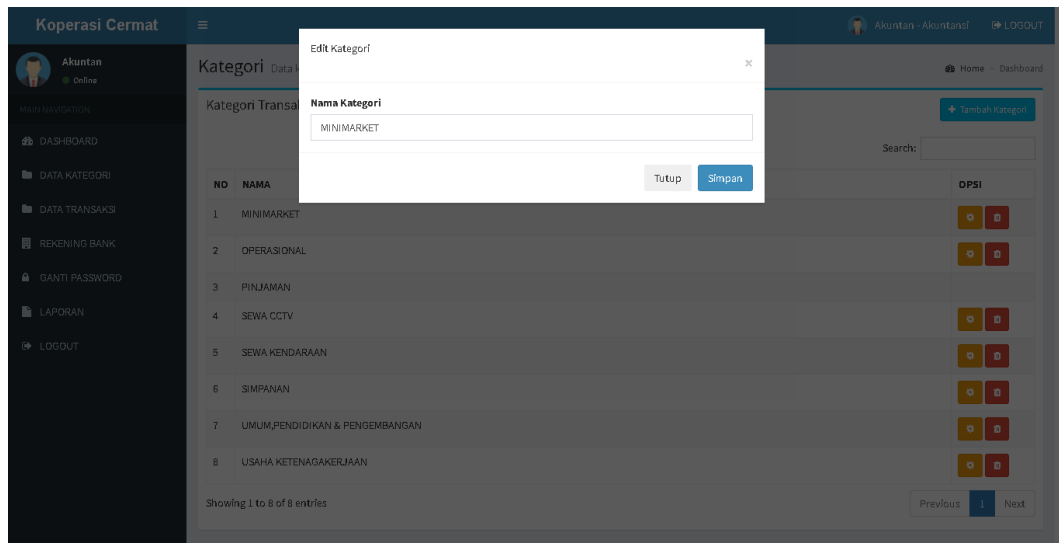 Koperasi Cermat
Akuntan - Akuntansi LOGOUT
Akuntan
Online
MAIN NAVIGATION
DASHBOARD
DATA KATEGORI
DATA TRANSAKSI
REKENING BANK
GANTI PASSWORD
LAPORAN
LOGOUT
Kategori Data k
Home Dashboard
Edit Kategori
×
Nama Kategori
MINIMARKET
Tutup Simpan
Kategori Transa
+ Tambah Kategori
Search:
NO NAMA OPSI
1 MINIMARKET
2 OPERASIONAL
3 PINJAMAN
4 SEWA CCTV
5 SEWA KENDARAAN
6 SIMPANAN
7 UMUM,PENDIDIKAN & PENGEMBANGAN
8 USAHA KETENAGAKERJAAN
Showing 1 to 8 of 8 entries
Previous 1 Next